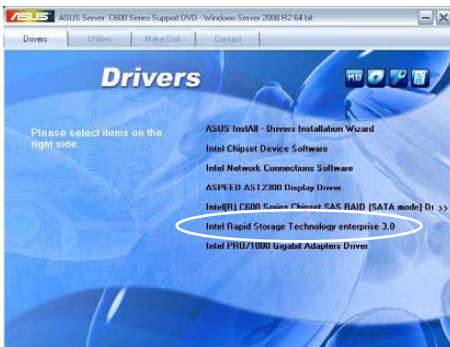 ASUS ASUS Server C600 Series Support DVD - Windows Server 2008 R2 64 bit
Drivers Utilities Make Disk Contact
Drivers
Please select items on the
right side.
ASUS InstAll - Drivers Installation Wizard
Intel Chipset Device Software
Intel Network Connections Software
ASPEED AST2300 Display Driver
Intel(R) C600 Series Chipset SAS RAID (SATA mode) Dr >>
Intel Rapid Storage Technology enterprise 3.0
Intel PRO/1000 Gigabit Adapters Driver